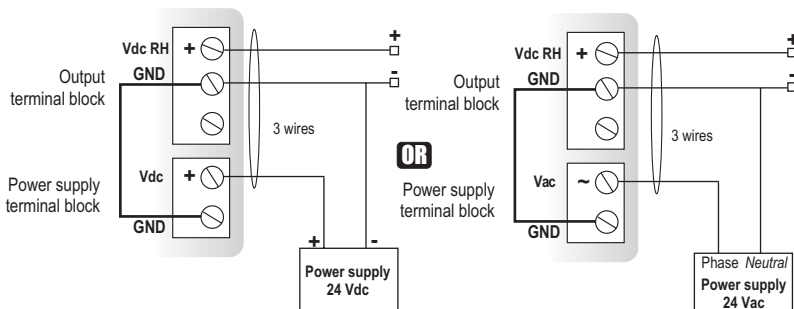 Vdc RH
+
+
GND
-
Output
terminal block
3 wires
Vdc
+
Power supply
terminal block
GND
+ -
Power supply
24 Vdc
OR
Vdc RH
+
+
GND
-
Output
terminal block
3 wires
Vac
~
Power supply
terminal block
GND
Phase Neutral
Power supply
24 Vac